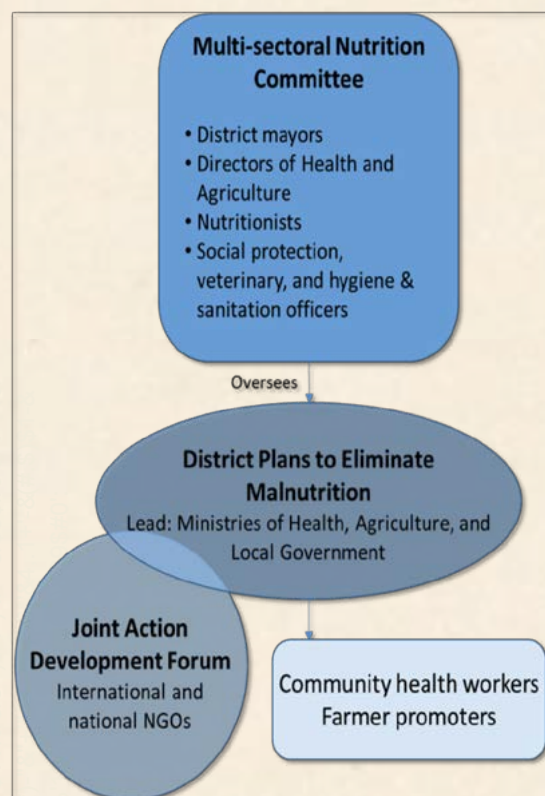 Multi-sectoral Nutrition
Committee
• District mayors
• Directors of Health and
Agriculture
• Nutritionists
• Social protection,
veterinary, and hygiene &
sanitation officers
Oversees
District Plans to Eliminate
Malnutrition
Lead: Ministries of Health, Agriculture, and
Local Government
Joint Action
Development Forum
International and
national NGOs
Community health workers
Farmer promoters